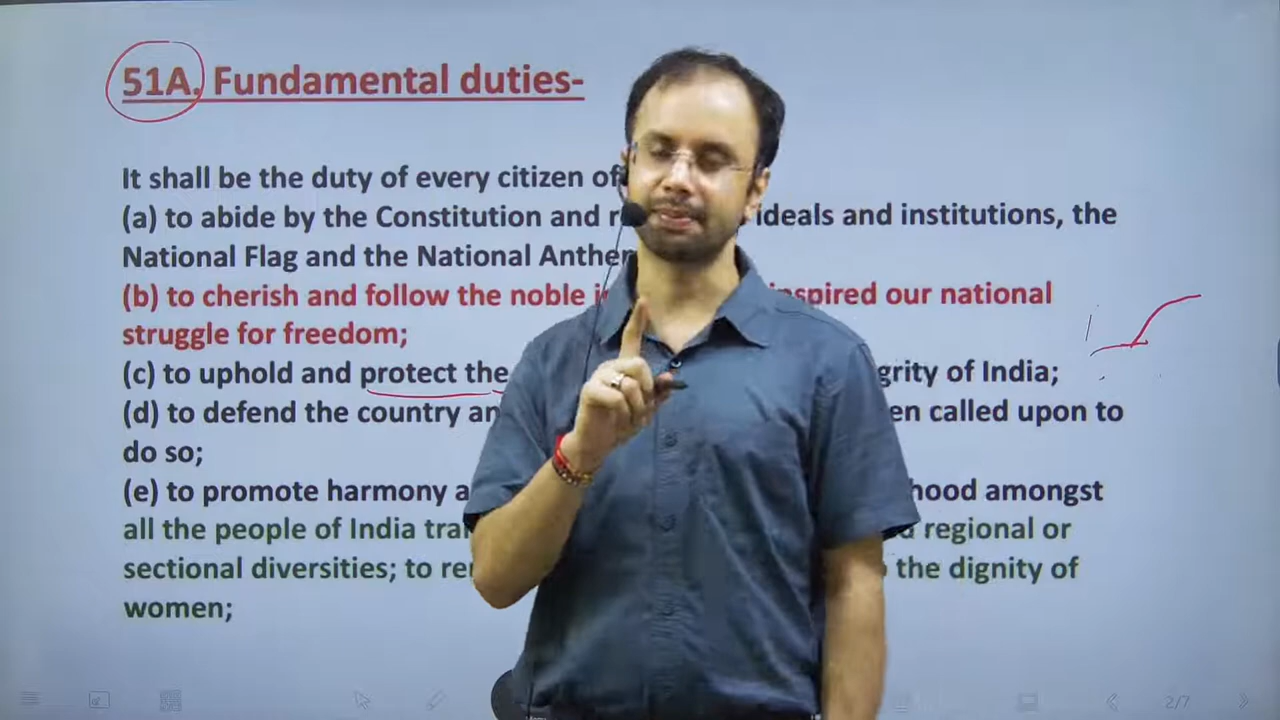 51A. Fundamental duties-
It shall be the duty of every citizen of
(a) to abide by the Constitution and ideals and institutions, the
National Flag and the National Anthe
(b) to cherish and follow the noble inspired our national
struggle for freedom;
(c) to uphold and protect the grity of India;
(d) to defend the country an en called upon to
do so;
(e) to promote harmony a hood amongst
all the people of India tra regional or
sectional diversities; to re the dignity of
women;
2/7